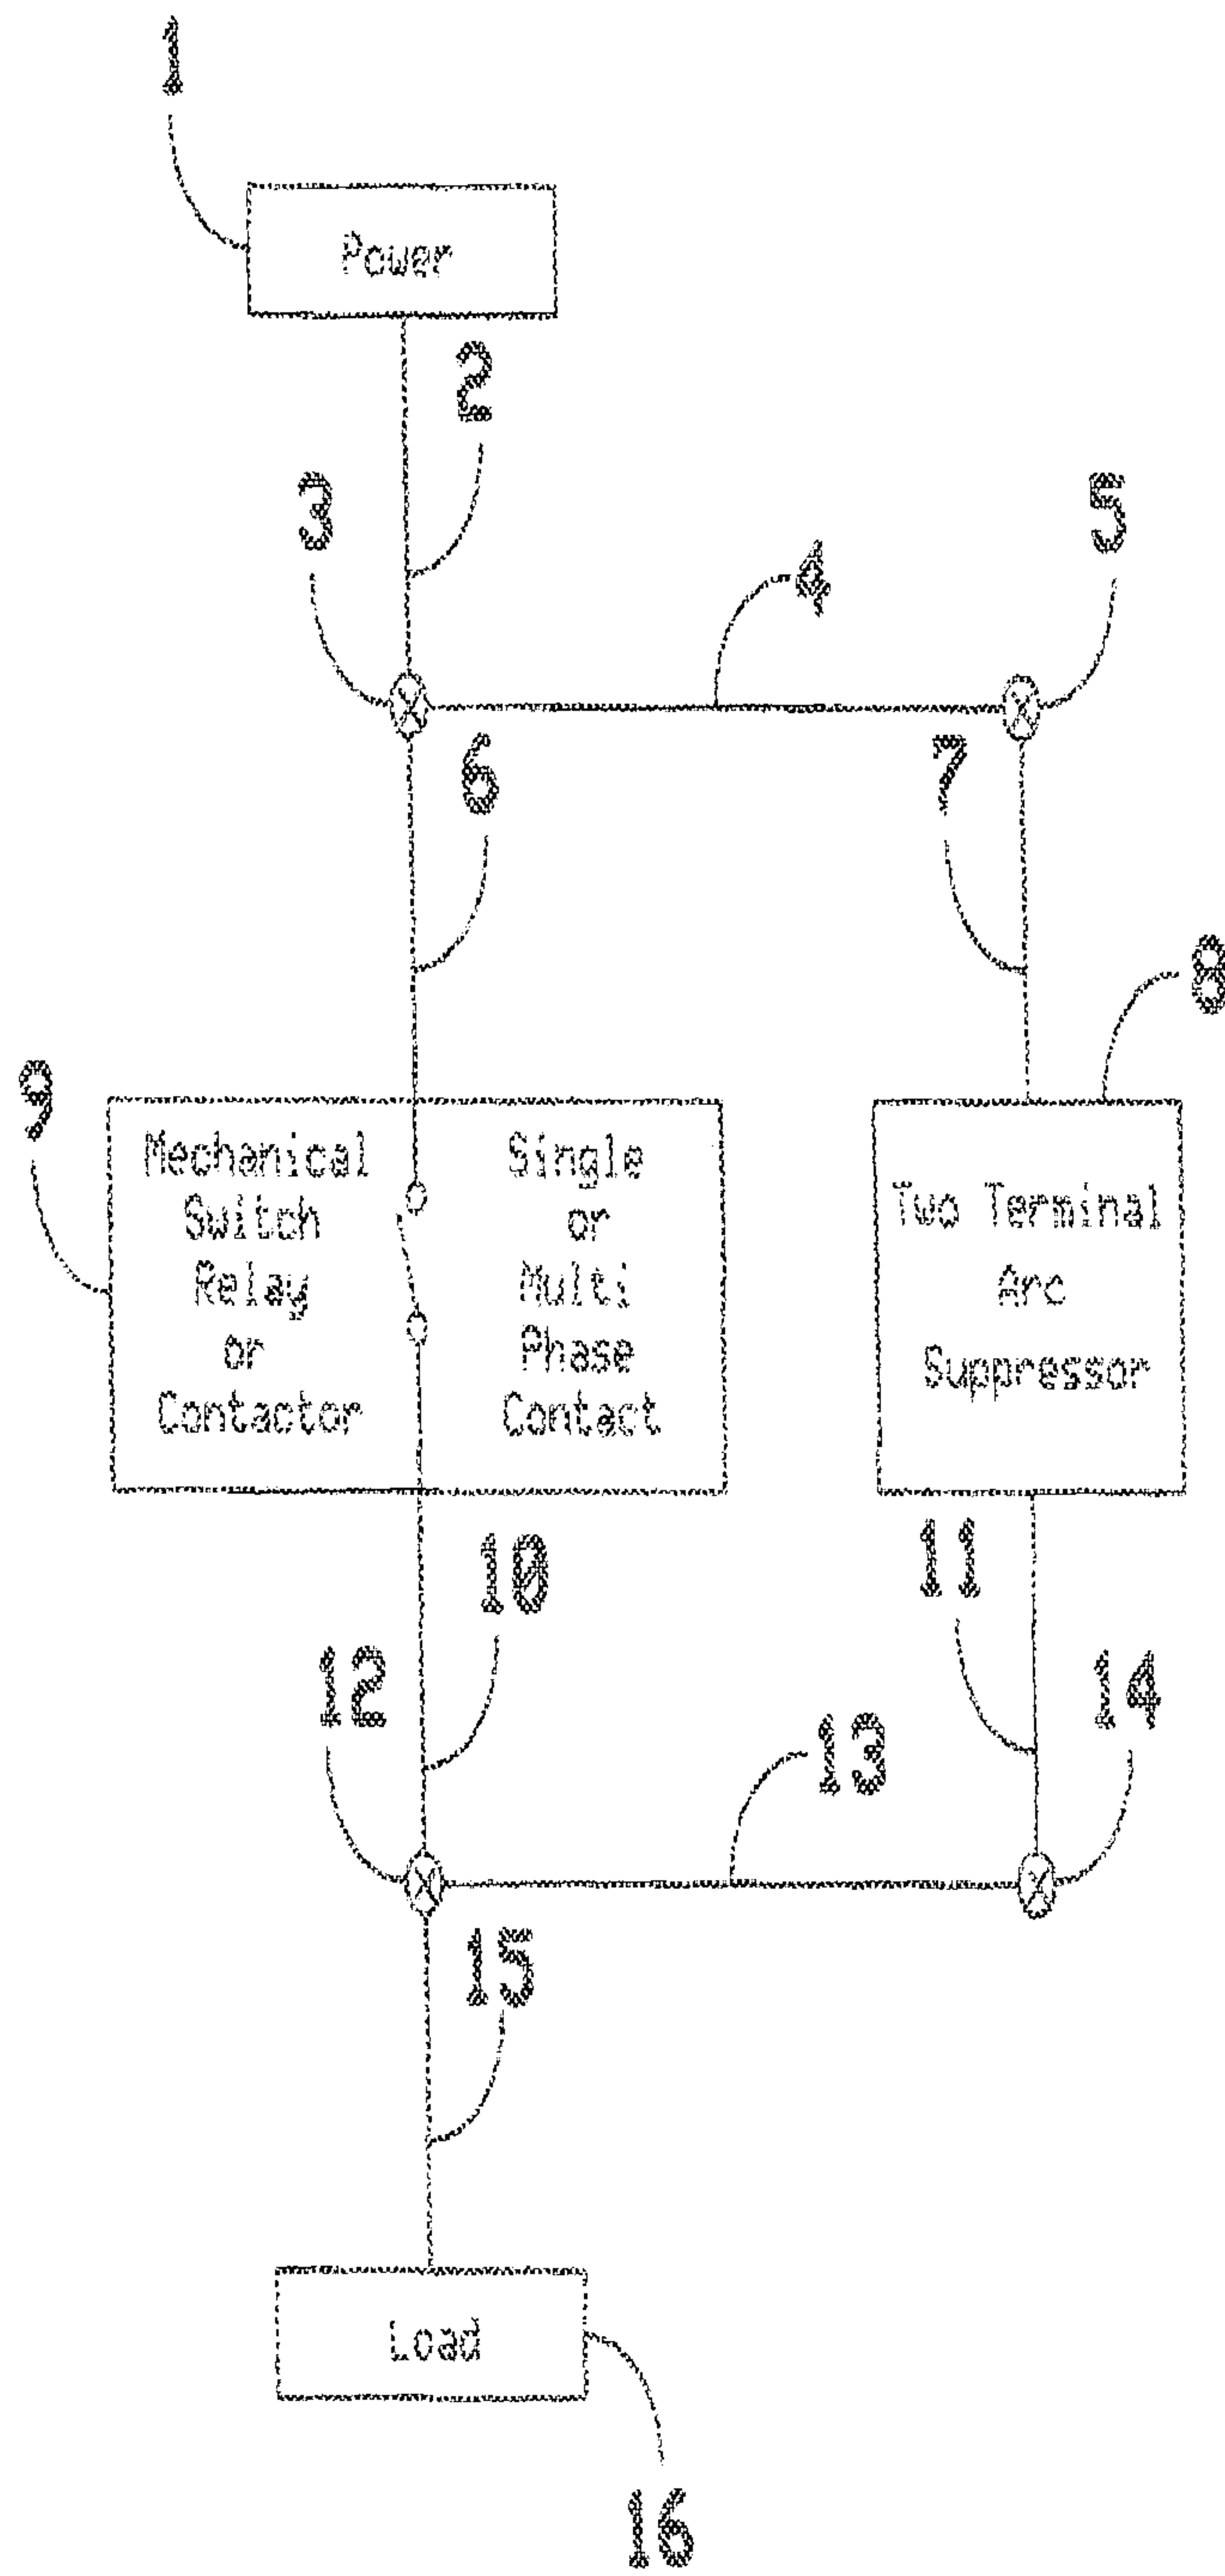 1
Power
2
3
4
5
6
7
8
9
Mechanical
Switch
Relay
or
Contactor
Single
or
Multi
Phase
Contact
Two Terminal
Arc
Suppressor
10
11
12
13
14
15
Load
16